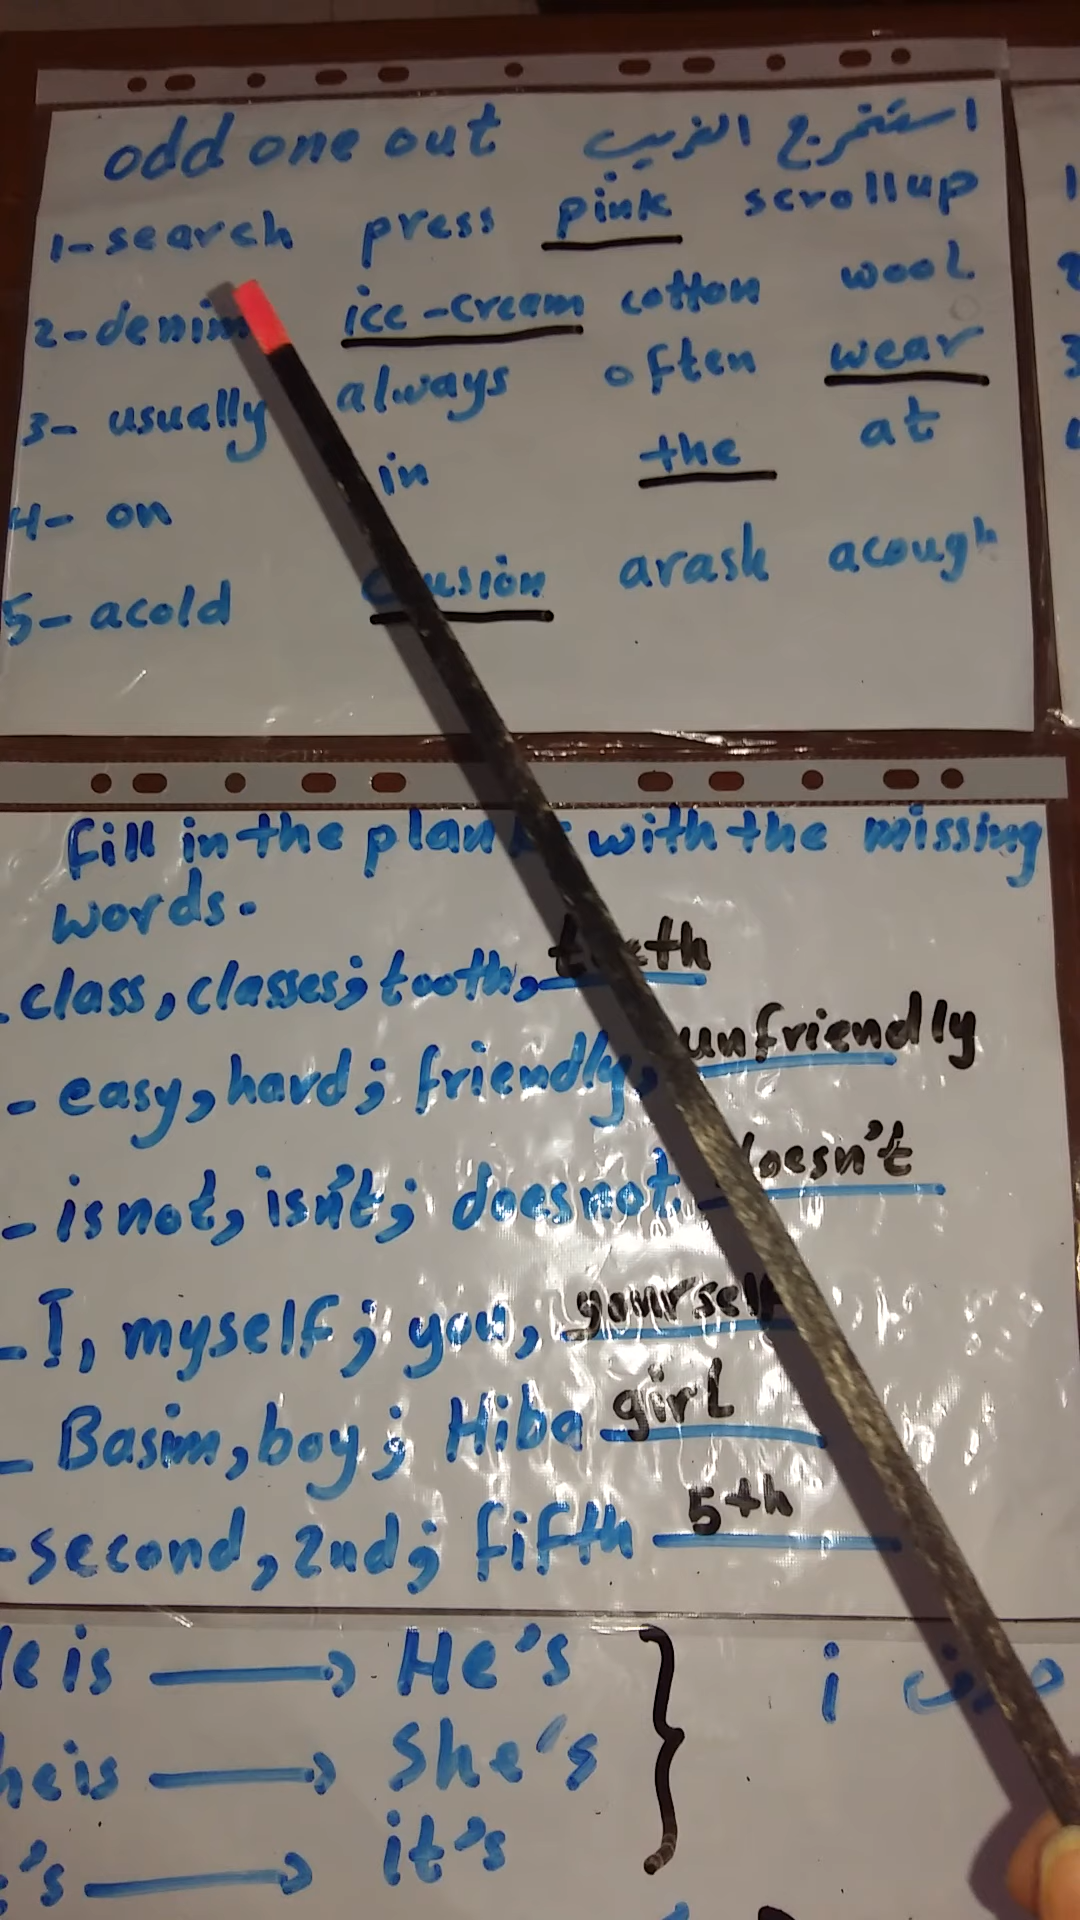 odd one out استخرج الغريب
1- search press pink scroll up
2- denim ice-cream cotton wool
3- usually always often wear
4- on in the at
5- acold arash acough
fill in the with the missing
words.
class, classes; tooth, teeth
- easy, hard; friendly, unfriendly
- is not, isn't; does not, doesn't
- I, myself; you, yourself
- Basim, boy; Hiba girl
- second, 2nd; fifth 5th
is → He's
→ She's
→ it's
i